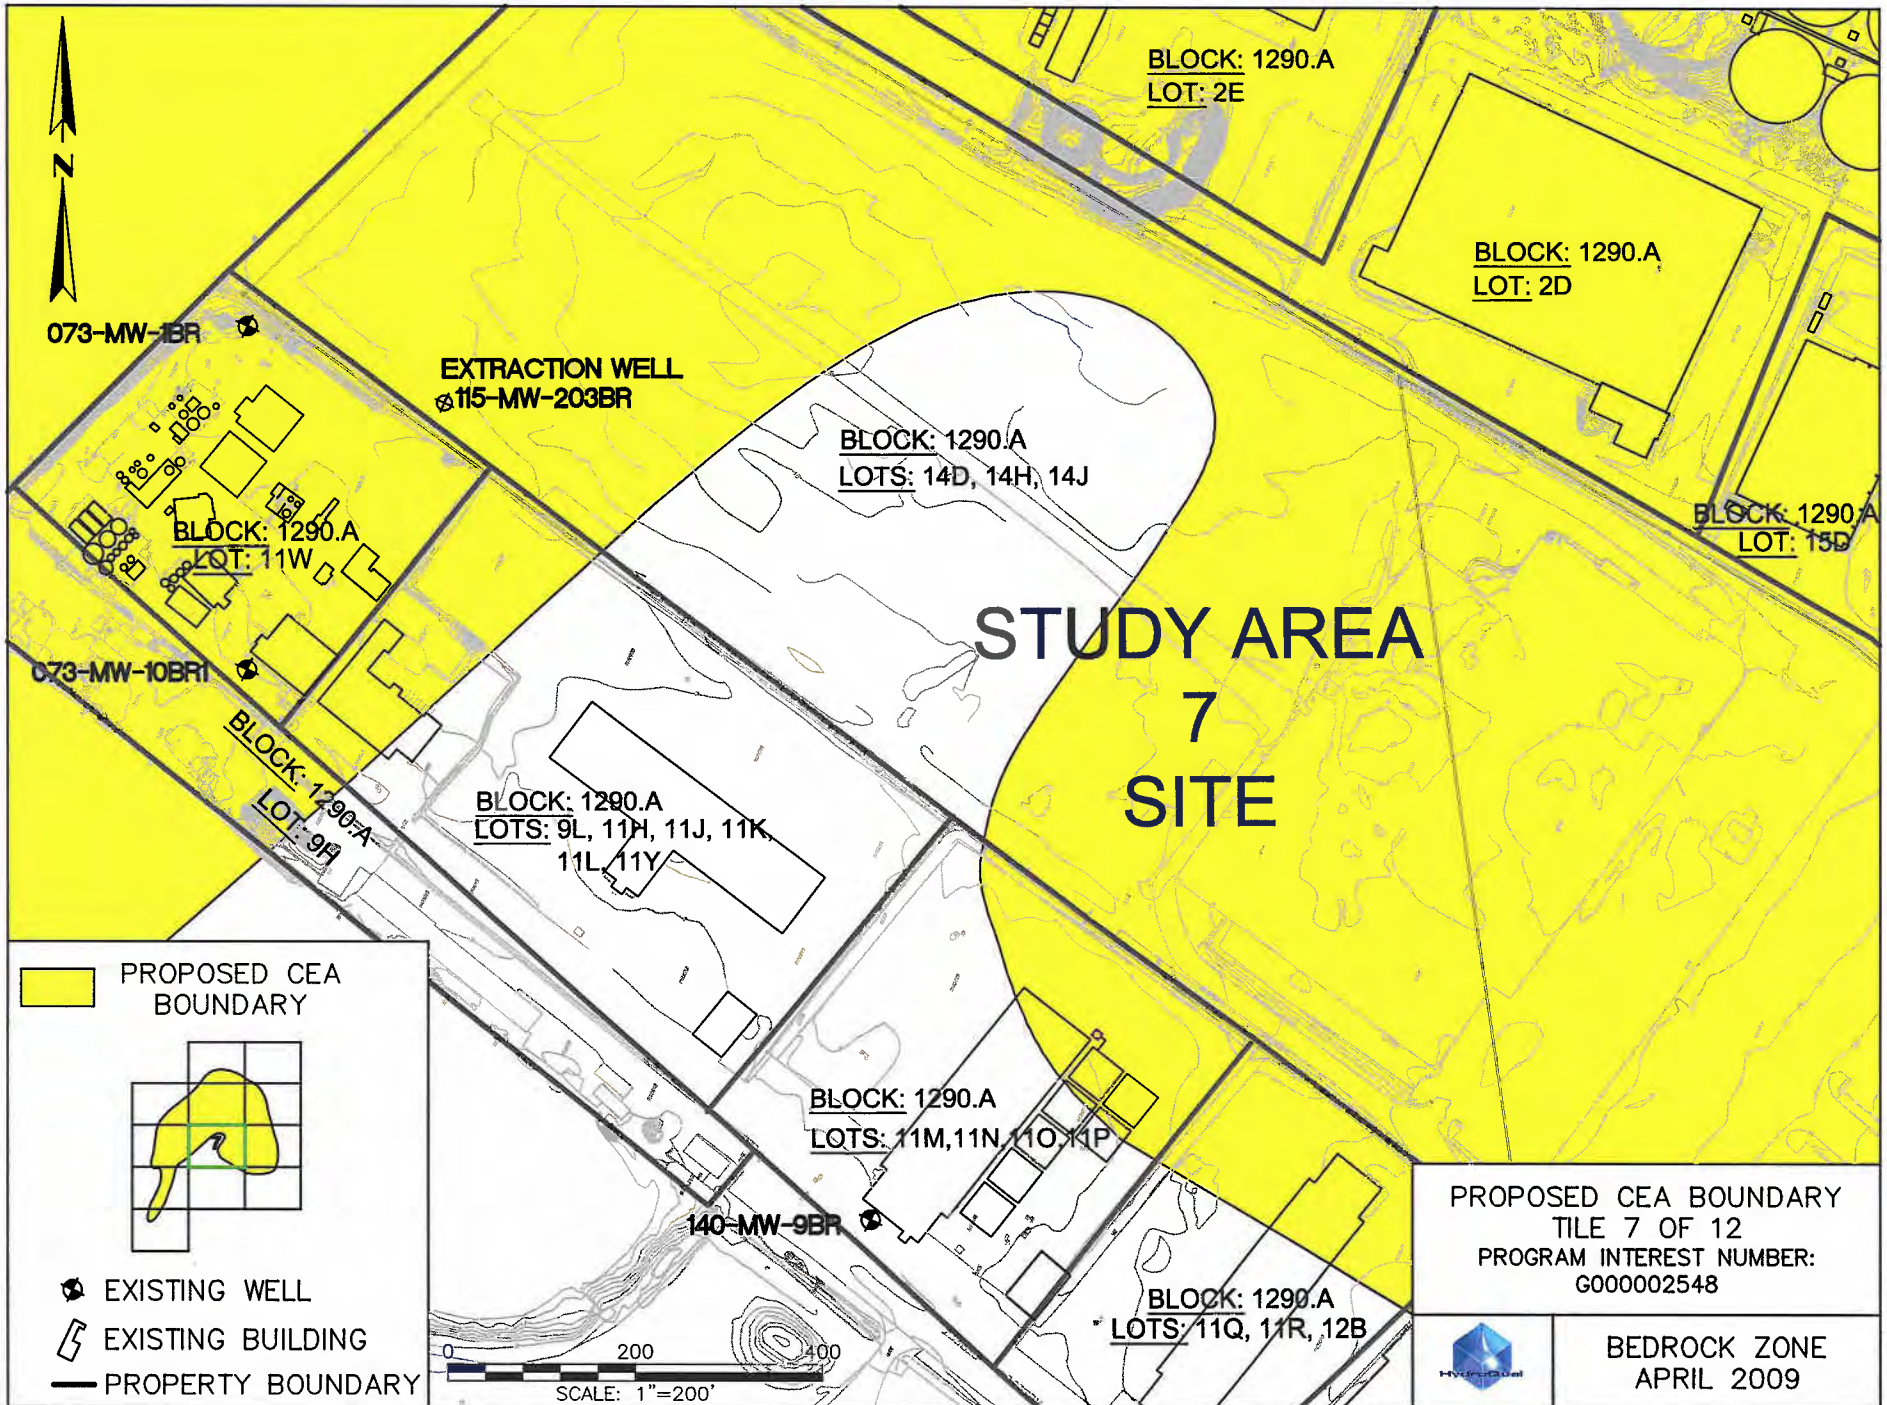 BLOCK: 1290.A
LOT: 2E
N
BLOCK: 1290.A
LOT: 2D
073-MW-1BR
EXTRACTION WELL
115-MW-203BR
BLOCK: 1290.A
LOTS: 14D, 14H, 14J
BLOCK: 1290.A
LOT: 15D
BLOCK: 1290.A
LOT: 11W
STUDY AREA
7
SITE
073-MW-10BR1
BLOCK: 1290.A
LOT: 9H
BLOCK: 1290.A
LOTS: 9L, 11H, 11J, 11K,
11L, 11Y
PROPOSED CEA
BOUNDARY
BLOCK: 1290.A
LOTS: 11M,11N,11O,11P
140-MW-9BR
EXISTING WELL
EXISTING BUILDING
PROPERTY BOUNDARY
BLOCK: 1290.A
LOTS: 11Q, 11R, 12B
0 200 400
SCALE: 1"=200'
PROPOSED CEA BOUNDARY
TILE 7 OF 12
PROGRAM INTEREST NUMBER:
G000002548
HydroQual
BEDROCK ZONE
APRIL 2009